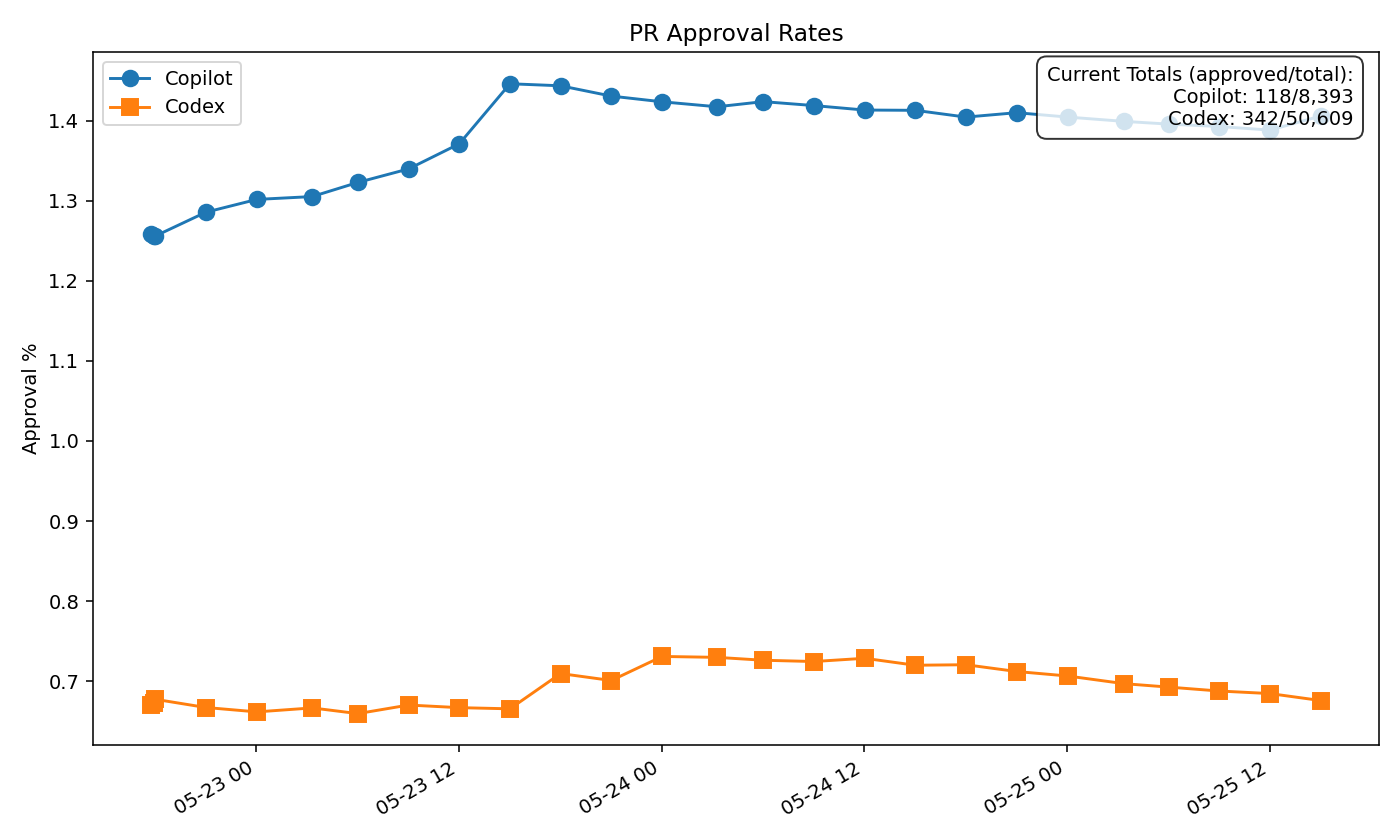 PR Approval Rates
Copilot
Codex
Current Totals (approved/total):
Copilot: 118/8,393
Codex: 342/50,609
Approval %
1.4
1.3
1.2
1.1
1.0
0.9
0.8
0.7
05-23 00
05-23 12
05-24 00
05-24 12
05-25 00
05-25 12